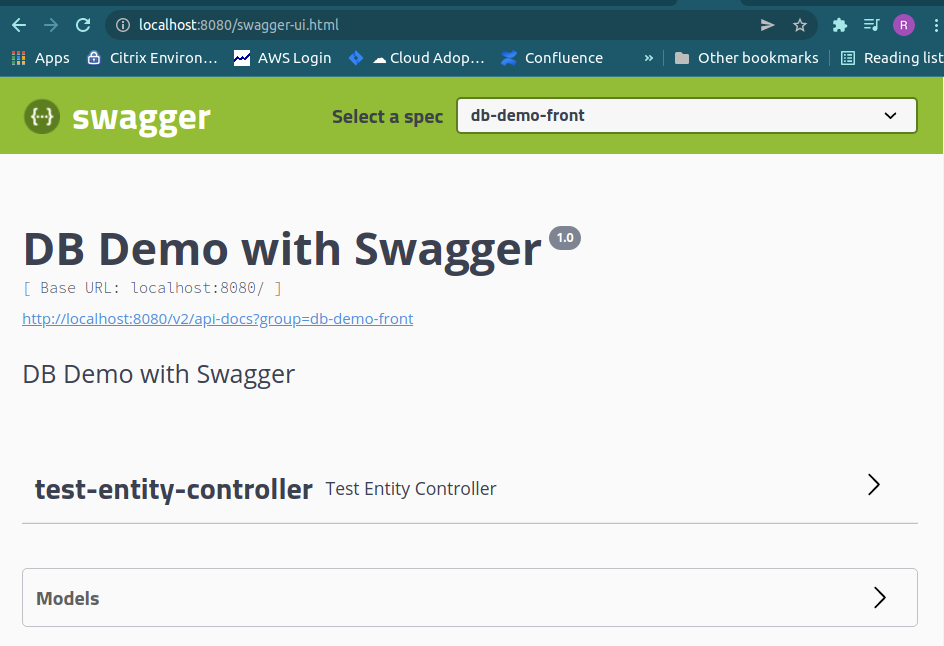 localhost:8080/swagger-ui.html
R
Apps Citrix Environ... AWS Login Cloud Adop... Confluence » Other bookmarks Reading list
{···} swagger Select a spec db-demo-front
DB Demo with Swagger 1.0
[ Base URL: localhost:8080/ ]
http://localhost:8080/v2/api-docs?group=db-demo-front
DB Demo with Swagger
test-entity-controller Test Entity Controller
Models